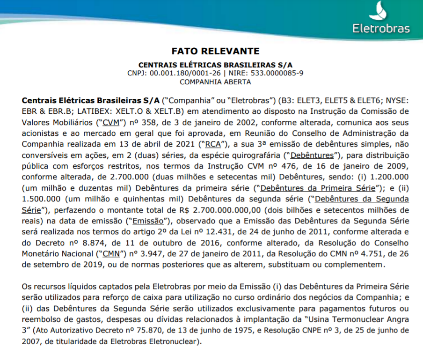 Eletrobras
FATO RELEVANTE
CENTRAIS ELÉTRICAS BRASILEIRAS S/A
CNPJ: 00.001.180/0001-26 | NIRE: 533.0000085-9
COMPANHIA ABERTA
Centrais Elétricas Brasileiras S/A ("Companhia" ou "Eletrobras") (B3: ELET3, ELET5 & ELET6; NYSE:
EBR & EBR.B; LATIBEX: XELT.O & XELT.B) em atendimento ao disposto na Instrução da Comissão de
Valores Mobiliários ("CVM") nº 358, de 3 de janeiro de 2002, conforme alterada, comunica aos seus
acionistas e ao mercado em geral que foi aprovada, em Reunião do Conselho de Administração da
Companhia realizada em 13 de abril de 2021 ("RCA"), a sua 3ª emissão de debêntures simples, não
conversíveis em ações, em 2 (duas) séries, da espécie quirografária ("Debêntures"), para distribuição
pública com esforços restritos, nos termos da Instrução CVM nº 476, de 16 de janeiro de 2009,
conforme alterada, de 2.700.000 (dois milhões e setecentas mil) Debêntures, sendo: (i) 1.200.000
(um milhão e duzentas mil) Debêntures da primeira série ("Debêntures da Primeira Série"); e (ii)
1.500.000 (um milhão e quinhentas mil) Debêntures da segunda série ("Debêntures da Segunda
Série"), perfazendo o montante total de R$ 2.700.000.000,00 (dois bilhões e setecentos milhões de
reais) na data de emissão ("Emissão"), observado que a Emissão das Debêntures da Segunda Série
será realizada nos termos do artigo 2º da Lei nº 12.431, de 24 de junho de 2011, conforme alterada e
do Decreto nº 8.874, de 11 de outubro de 2016, conforme alterado, da Resolução do Conselho
Monetário Nacional ("CMN") nº 3.947, de 27 de janeiro de 2011, da Resolução do CMN nº 4.751, de 26
de setembro de 2019, ou de normas posteriores que as alterem, substituam ou complementem.
Os recursos líquidos captados pela Eletrobras por meio da Emissão (i) das Debêntures da Primeira Série
serão utilizados para reforço de caixa para utilização no curso ordinário dos negócios da Companhia; e
(ii) das Debêntures da Segunda Série serão utilizados exclusivamente para pagamentos futuros ou
reembolso de gastos, despesas ou dívidas relacionados à implantação da "Usina Termonuclear Angra
3" (Ato Autorizativo Decreto nº 75.870, de 13 de junho de 1975, e Resolução CNPE nº 3, de 25 de junho
de 2007, de titularidade da Eletrobras Eletronuclear).